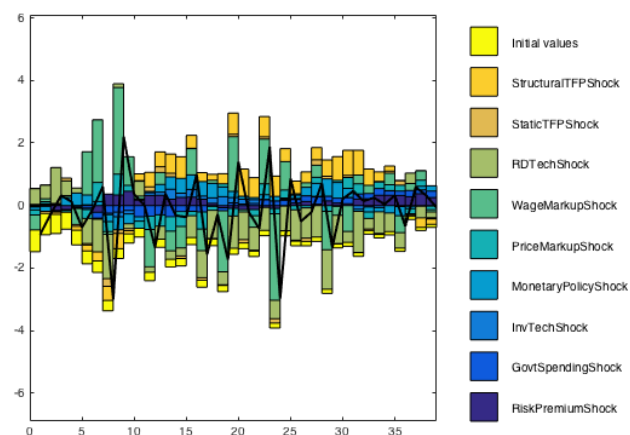 6
4
2
0
-2
-4
-6
0 5 10 15 20 25 30 35
Initial values
StructuralTFPShock
StaticTFPShock
RDTechShock
WageMarkupShock
PriceMarkupShock
MonetaryPolicyShock
InvTechShock
GovtSpendingShock
RiskPremiumShock